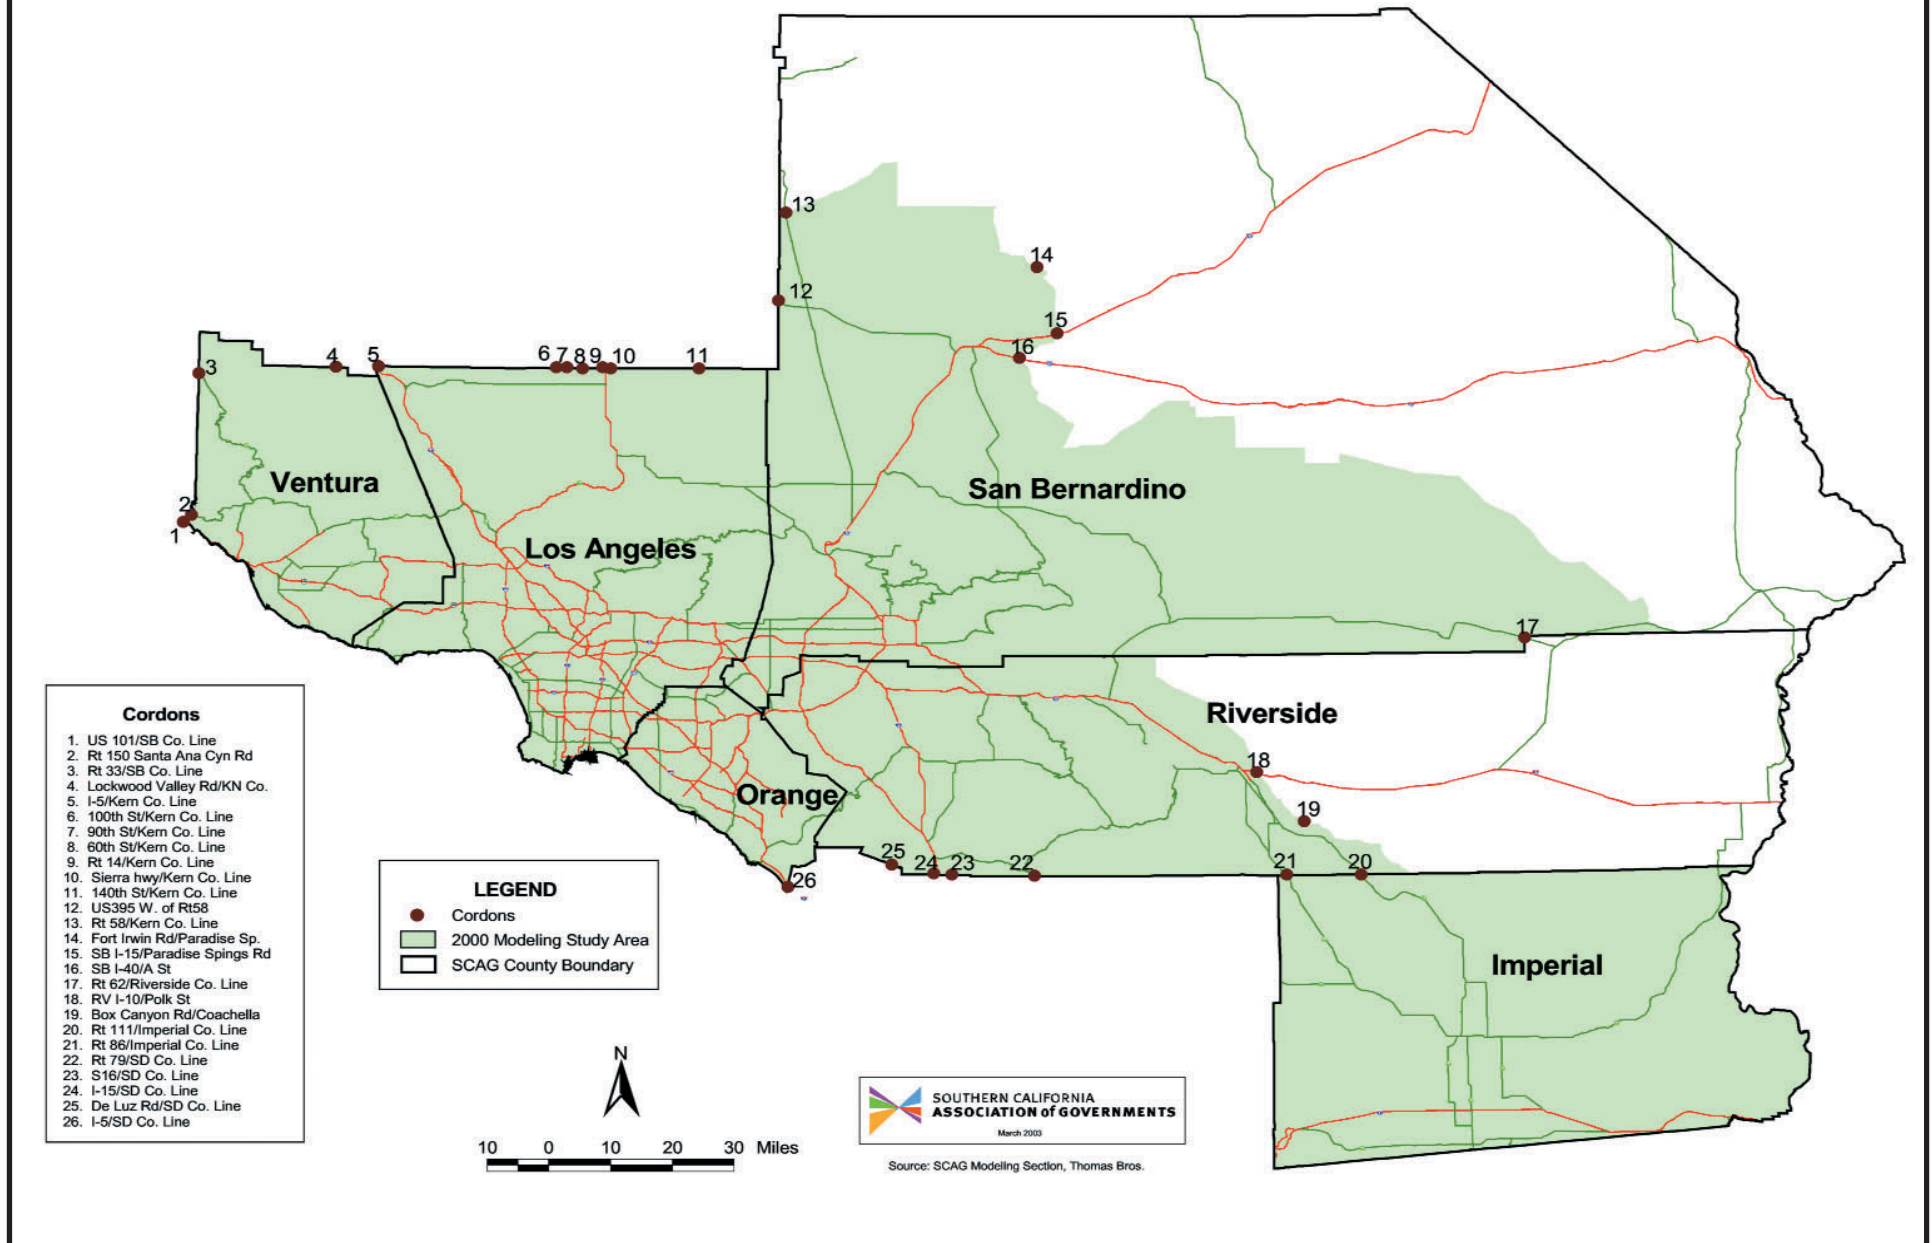 13
14
12
15
16
3
4
5
6
7
8
9
10
11
Ventura
San Bernardino
2
1
Los Angeles
17
Riverside
18
Orange
19
25
24
23
22
21
20
26
Imperial
Cordons
1. US 101/SB Co. Line
2. Rt 150 Santa Ana Cyn Rd
3. Rt 33/SB Co. Line
4. Lockwood Valley Rd/KN Co.
5. I-5/Kern Co. Line
6. 100th St/Kern Co. Line
7. 90th St/Kern Co. Line
8. 60th St/Kern Co. Line
9. Rt 14/Kern Co. Line
10. Sierra hwy/Kern Co. Line
11. 140th St/Kern Co. Line
12. US395 W. of Rt58
13. Rt 58/Kern Co. Line
14. Fort Irwin Rd/Paradise Sp.
15. SB I-15/Paradise Spings Rd
16. SB I-40/A St
17. Rt 62/Riverside Co. Line
18. RV I-10/Polk St
19. Box Canyon Rd/Coachella
20. Rt 111/Imperial Co. Line
21. Rt 86/Imperial Co. Line
22. Rt 79/SD Co. Line
23. S16/SD Co. Line
24. I-15/SD Co. Line
25. De Luz Rd/SD Co. Line
26. I-5/SD Co. Line
LEGEND
Cordons
2000 Modeling Study Area
SCAG County Boundary
N
10 0 10 20 30 Miles
SOUTHERN CALIFORNIA
ASSOCIATION of GOVERNMENTS
March 2003
Source: SCAG Modeling Section, Thomas Bros.